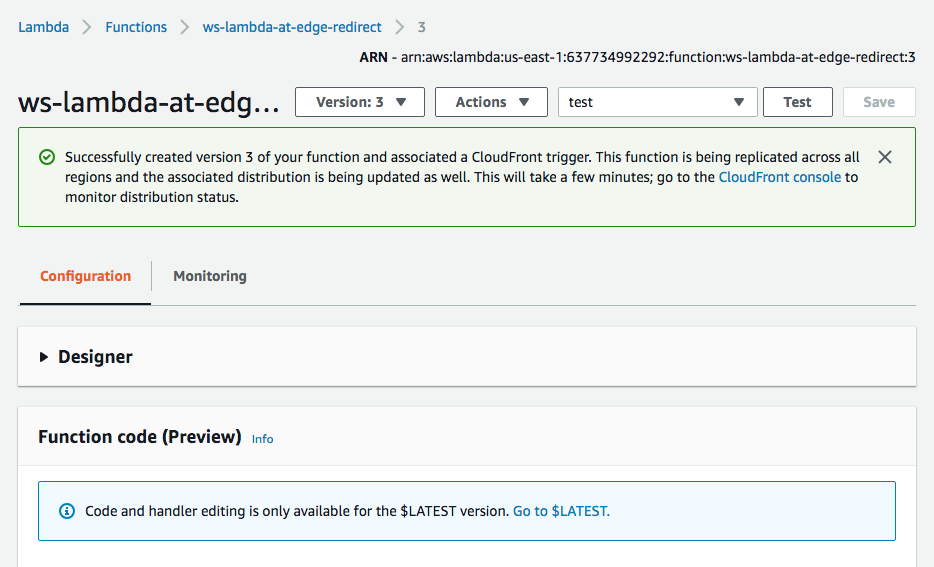 Lambda > Functions > ws-lambda-at-edge-redirect > 3
ARN - arn:aws:lambda:us-east-1:637734992292:function:ws-lambda-at-edge-redirect:3
ws-lambda-at-edg... Version: 3 Actions test Test Save
Successfully created version 3 of your function and associated a CloudFront trigger. This function is being replicated across all
regions and the associated distribution is being updated as well. This will take a few minutes; go to the CloudFront console to
monitor distribution status.
Configuration Monitoring
Designer
Function code (Preview) Info
Code and handler editing is only available for the $LATEST version. Go to $LATEST.